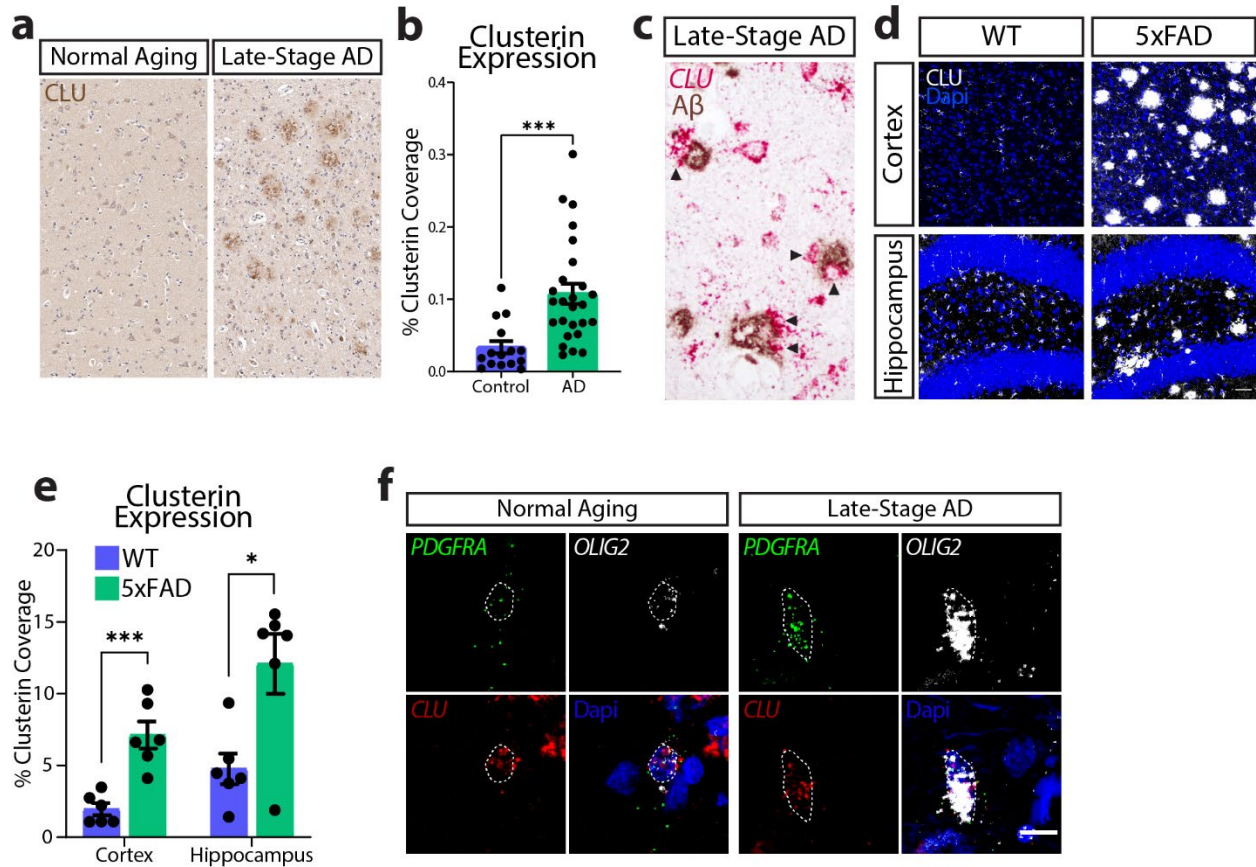 a
Normal Aging
Late-Stage AD
CLU
b
Clusterin
Expression
***
% Clusterin Coverage
0.4
0.3
0.2
0.1
0.0
Control
AD
c
Late-Stage AD
CLU
Aβ
d
WT
5xFAD
Cortex
CLU
Dapi
Hippocampus
e
Clusterin
Expression
% Clusterin Coverage
20
15
10
5
0
WT
5xFAD
***
*
Cortex
Hippocampus
f
Normal Aging
Late-Stage AD
PDGFRA
OLIG2
PDGFRA
OLIG2
CLU
Dapi
CLU
Dapi